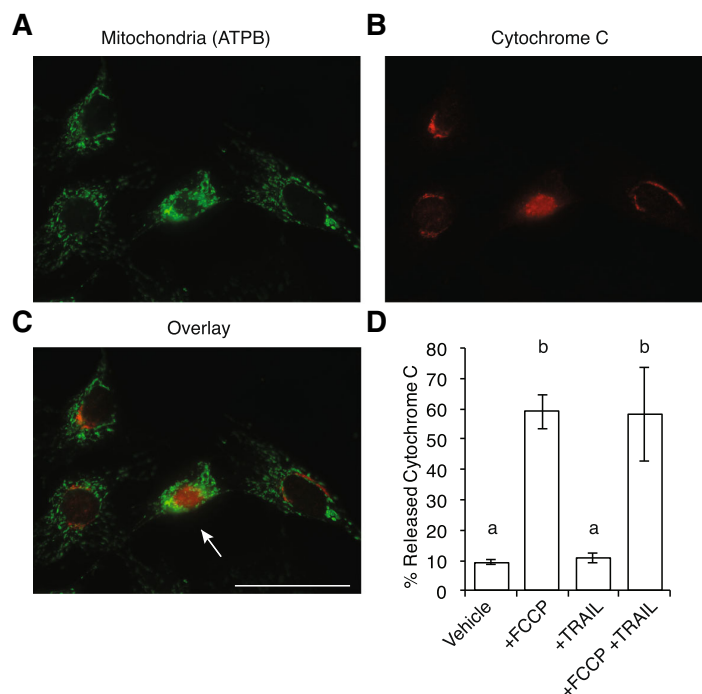 A
Mitochondria (ATPB)
B
Cytochrome C
C
Overlay
D
% Released Cytochrome C
80
70
60
50
40
30
20
10
0
b
b
a
a
Vehicle
+FCCP
+TRAIL
+FCCP +TRAIL